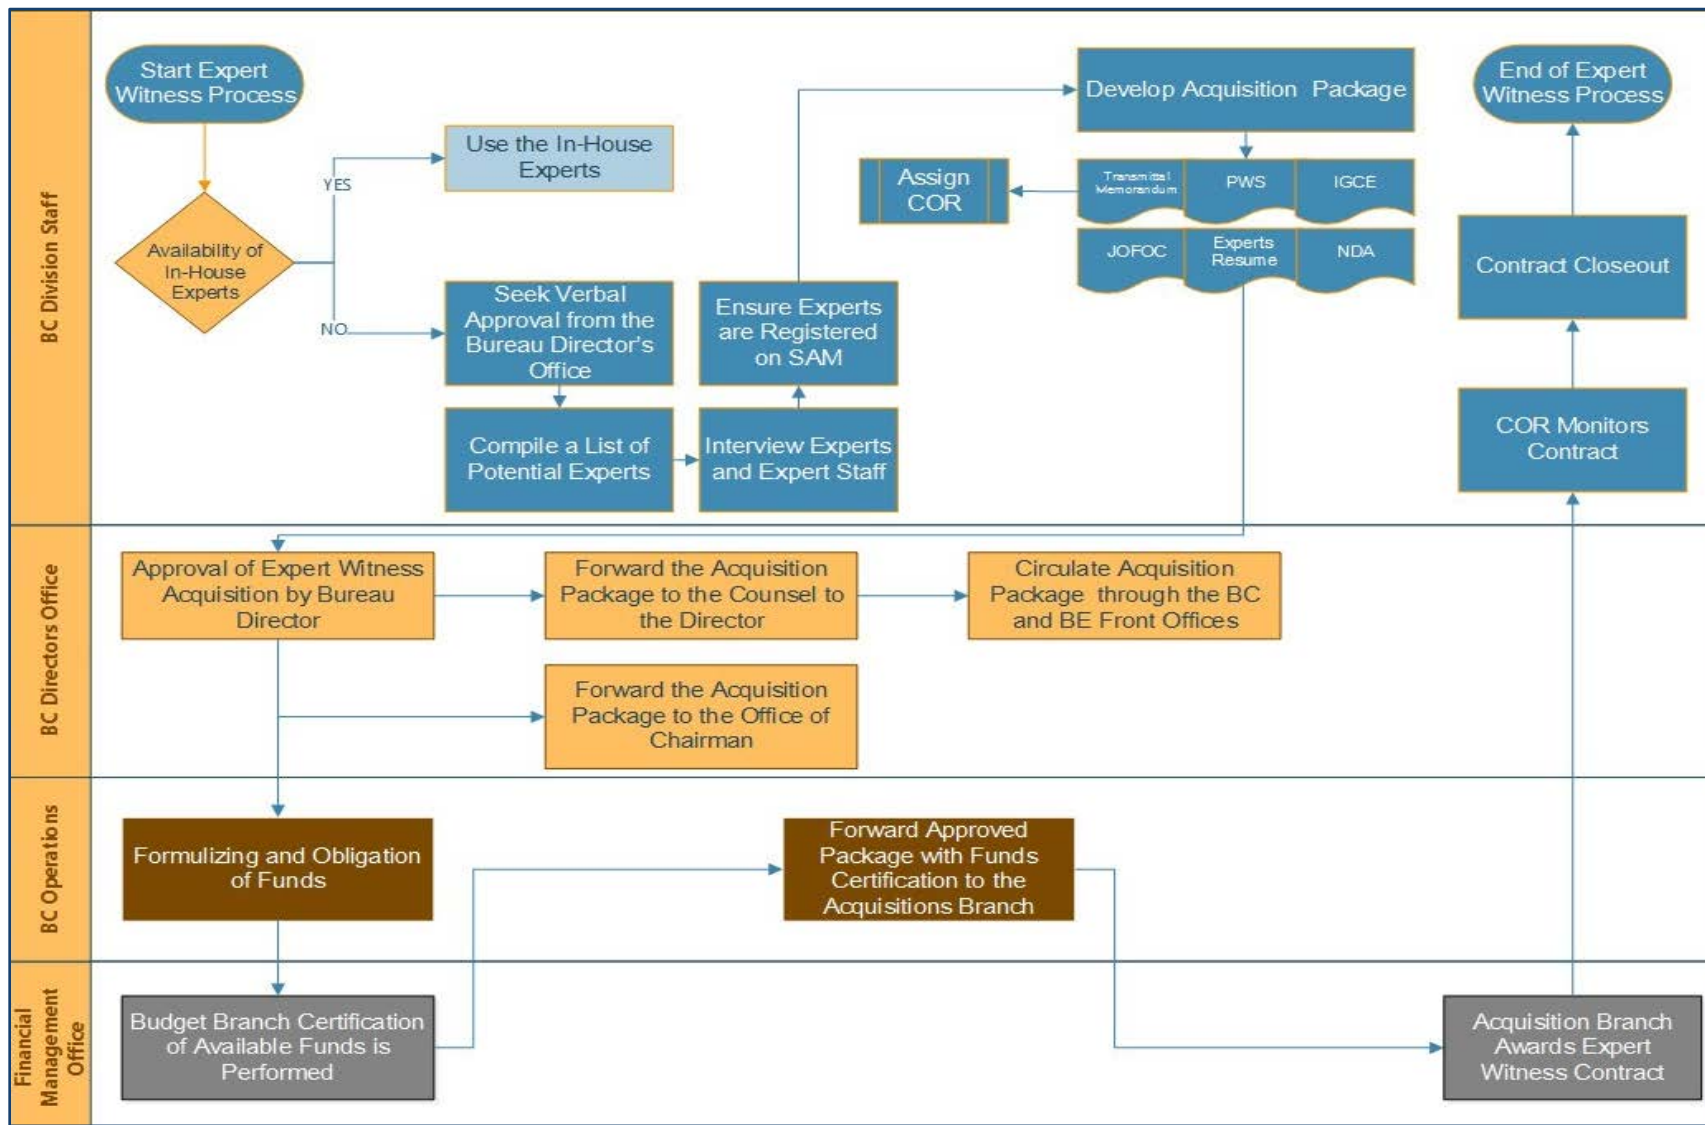 BC Division Staff
Start Expert
Witness Process
Availability of
In-House
Experts
YES
NO
Use the In-House
Experts
Seek Verbal
Approval from the
Bureau Director's
Office
Compile a List of
Potential Experts
Interview Experts
and Expert Staff
Ensure Experts
are Registered
on SAM
Develop Acquisition Package
Transmittal
Memorandum
PWS
IGCE
JOFOC
Experts
Resume
NDA
Assign
COR
End of Expert
Witness Process
Contract Closeout
COR Monitors
Contract
BC Directors Office
Approval of Expert Witness
Acquisition by Bureau
Director
Forward the Acquisition
Package to the Counsel to
the Director
Circulate Acquisition
Package through the BC
and BE Front Offices
Forward the Acquisition
Package to the Office of
Chairman
BC Operations
Formulizing and Obligation
of Funds
Forward Approved
Package with Funds
Certification to the
Acquisitions Branch
Financial
Management
Office
Budget Branch Certification
of Available Funds is
Performed
Acquisition Branch
Awards Expert
Witness Contract